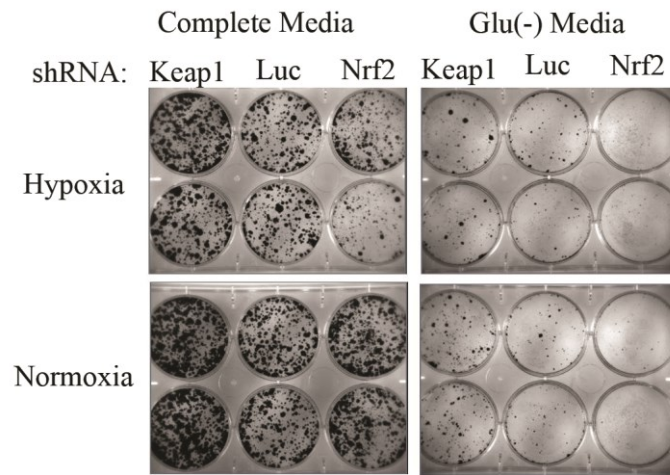 Complete Media Glu(-) Media
shRNA: Keap1 Luc Nrf2 Keap1 Luc Nrf2
Hypoxia
Normoxia